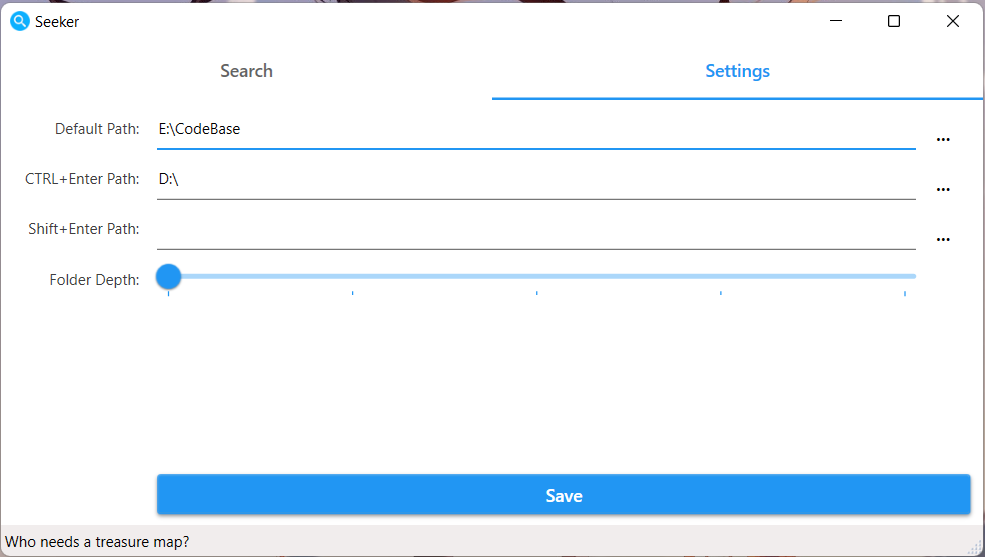 Seeker
Search
Settings
Default Path:
E:\CodeBase
...
CTRL+Enter Path:
D:\
...
Shift+Enter Path:
...
Folder Depth:
Save
Who needs a treasure map?